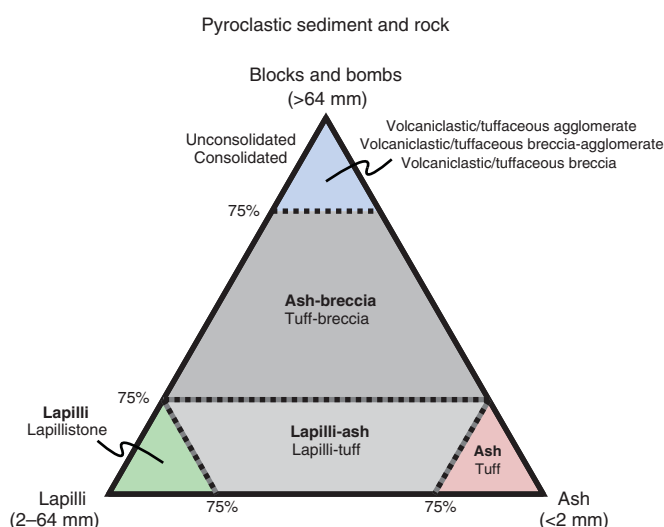 Pyroclastic sediment and rock
Blocks and bombs
(>64 mm)
Unconsolidated
Consolidated
Volcaniclastic/tuffaceous agglomerate
Volcaniclastic/tuffaceous breccia-agglomerate
Volcaniclastic/tuffaceous breccia
75%
Ash-breccia
Tuff-breccia
75%
Lapilli
Lapillistone
Lapilli-ash
Lapilli-tuff
Ash
Tuff
Lapilli
(2–64 mm)
75%
75%
Ash
(<2 mm)